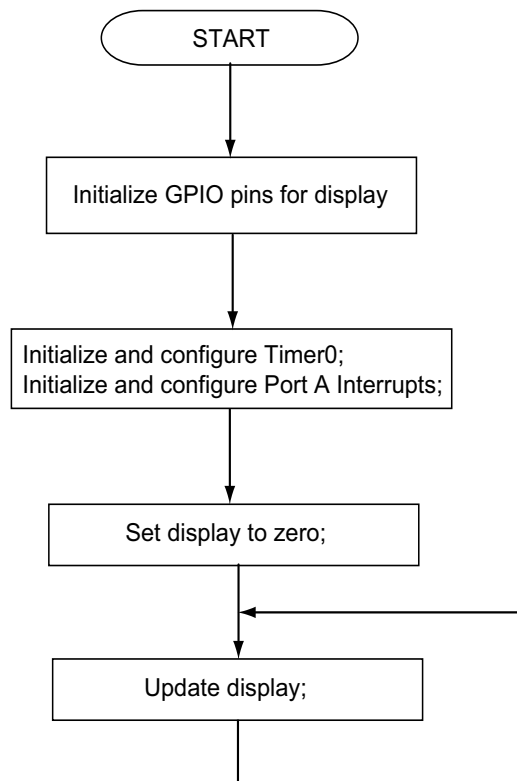 START
Initialize GPIO pins for display
Initialize and configure Timer0;
Initialize and configure Port A Interrupts;
Set display to zero;
Update display;